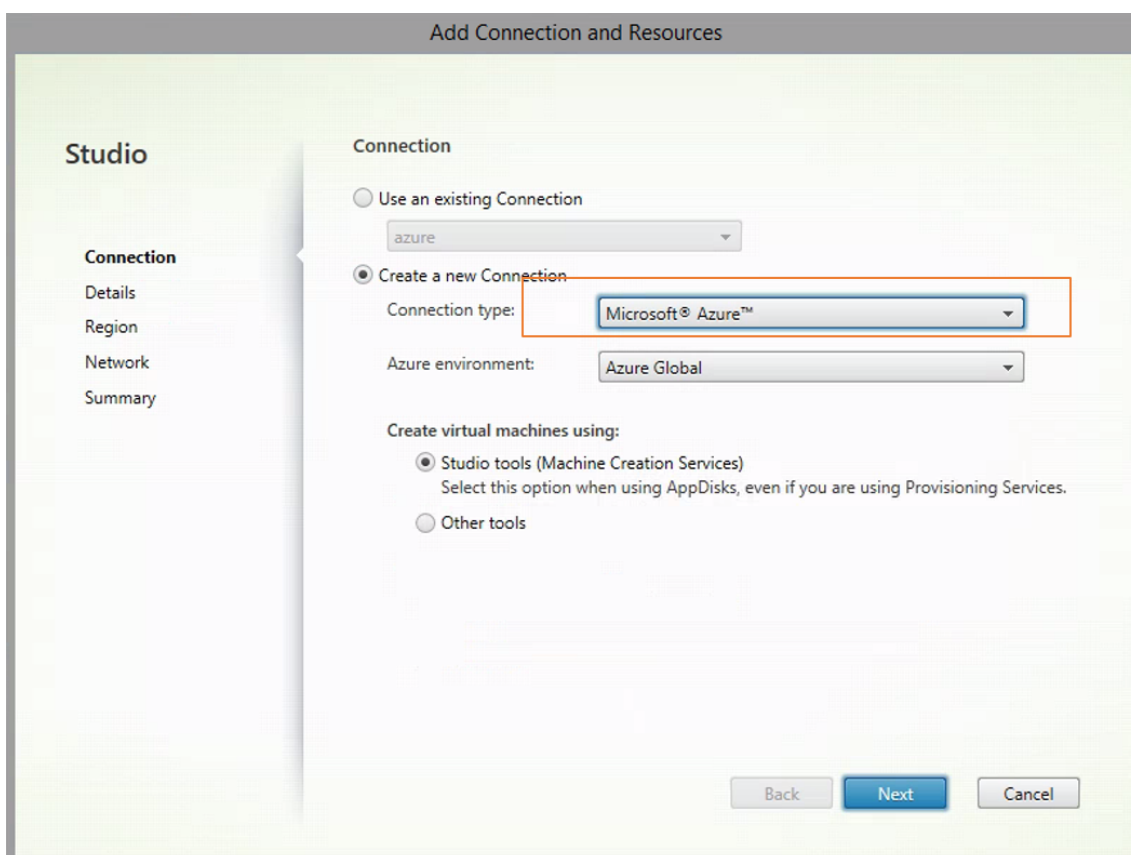 Add Connection and Resources
Studio
Connection
Details
Region
Network
Summary
Connection
Use an existing Connection
azure
Create a new Connection
Connection type:
Microsoft® Azure™
Azure environment:
Azure Global
Create virtual machines using:
Studio tools (Machine Creation Services)
Select this option when using AppDisks, even if you are using Provisioning Services.
Other tools
Back
Next
Cancel